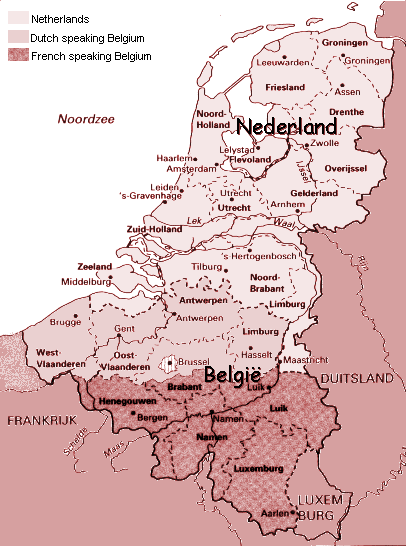 Netherlands
Dutch speaking Belgium
French speaking Belgium
Groningen
Leeuwarden
Groningen
Friesland
Assen
Noordzee
Noord-
Holland
Drenthe
Nederland
Zwolle
Lelystad
Flevoland
Haarlem
Amsterdam
Overijssel
IJssel
Leiden
's-Gravenhage
Utrecht
Utrecht
Gelderland
Arnhem
Lek
Waal
Zuid-Holland
's Hertogenbosch
Rijn
Zeeland
Middelburg
Tilburg
Noord-
Brabant
Antwerpen
Limburg
Brugge
Antwerpen
Gent
Limburg
West-
Vlaanderen
Oost-
Vlaanderen
Brussel
Hasselt
Maastricht
België
DUITSLAND
Brabant
Luik
Henegouwen
Luik
FRANKRIJK
Bergen
Namen
Schelde
Maas
Namen
Luxemburg
LUXEM
BURG
Aarlen